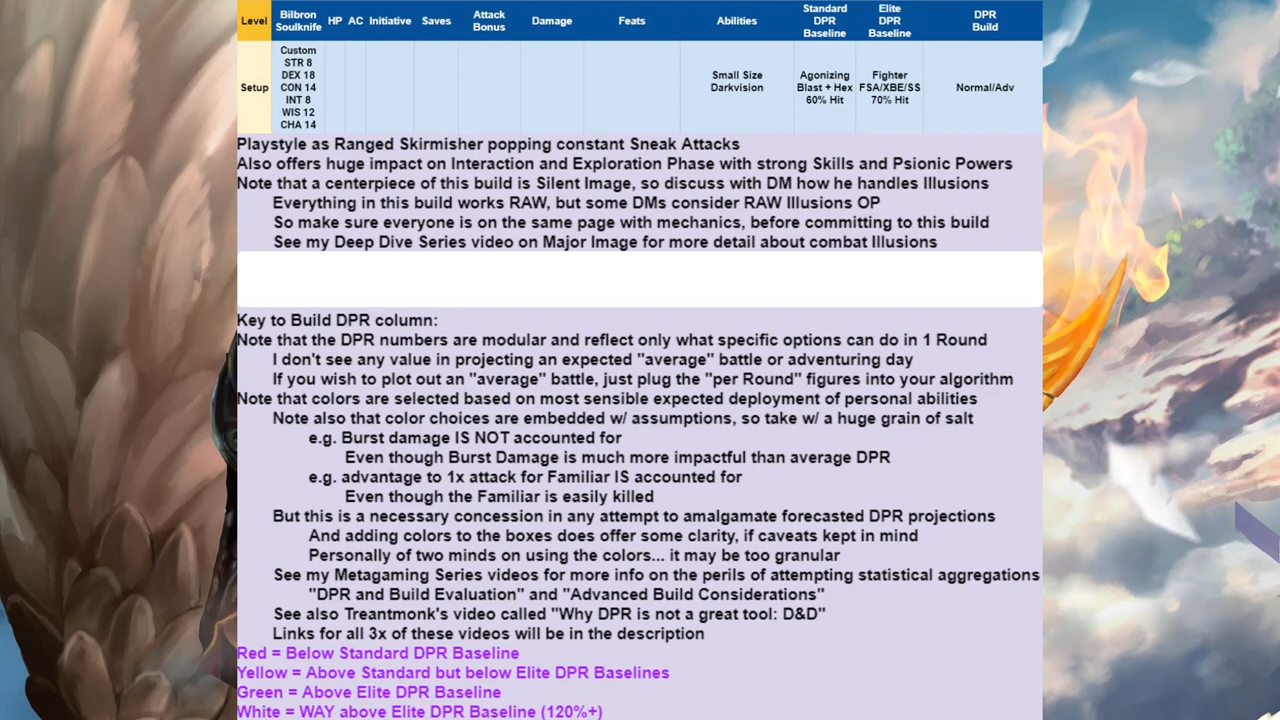 Level
Bilbron
Soulknife
HP
AC
Initiative
Saves
Attack
Bonus
Damage
Feats
Abilities
Standard
DPR
Baseline
Elite
DPR
Baseline
DPR
Build
Setup
Custom
STR 8
DEX 18
CON 14
INT 8
WIS 12
CHA 14
Small Size
Darkvision
Agonizing
Blast + Hex
60% Hit
Fighter
FSA/XBE/SS
70% Hit
Normal/Adv
Playstyle as Ranged Skirmisher popping constant Sneak Attacks
Also offers huge impact on Interaction and Exploration Phase with strong Skills and Psionic Powers
Note that a centerpiece of this build is Silent Image, so discuss with DM how he handles Illusions
Everything in this build works RAW, but some DMs consider RAW Illusions OP
So make sure everyone is on the same page with mechanics, before committing to this build
See my Deep Dive Series video on Major Image for more detail about combat Illusions
Key to Build DPR column:
Note that the DPR numbers are modular and reflect only what specific options can do in 1 Round
I don't see any value in projecting an expected "average" battle or adventuring day
If you wish to plot out an "average" battle, just plug the "per Round" figures into your algorithm
Note that colors are selected based on most sensible expected deployment of personal abilities
Note also that color choices are embedded w/ assumptions, so take w/ a huge grain of salt
e.g. Burst damage IS NOT accounted for
Even though Burst Damage is much more impactful than average DPR
e.g. advantage to 1x attack for Familiar IS accounted for
Even though the Familiar is easily killed
But this is a necessary concession in any attempt to amalgamate forecasted DPR projections
And adding colors to the boxes does offer some clarity, if caveats kept in mind
Personally of two minds on using the colors... it may be too granular
See my Metagaming Series videos for more info on the perils of attempting statistical aggregations
"DPR and Build Evaluation" and "Advanced Build Considerations"
See also Treantmonk's video called "Why DPR is not a great tool: D&D"
Links for all 3x of these videos will be in the description
Red = Below Standard DPR Baseline
Yellow = Above Standard but below Elite DPR Baselines
Green = Above Elite DPR Baseline
White = WAY above Elite DPR Baseline (120%+)